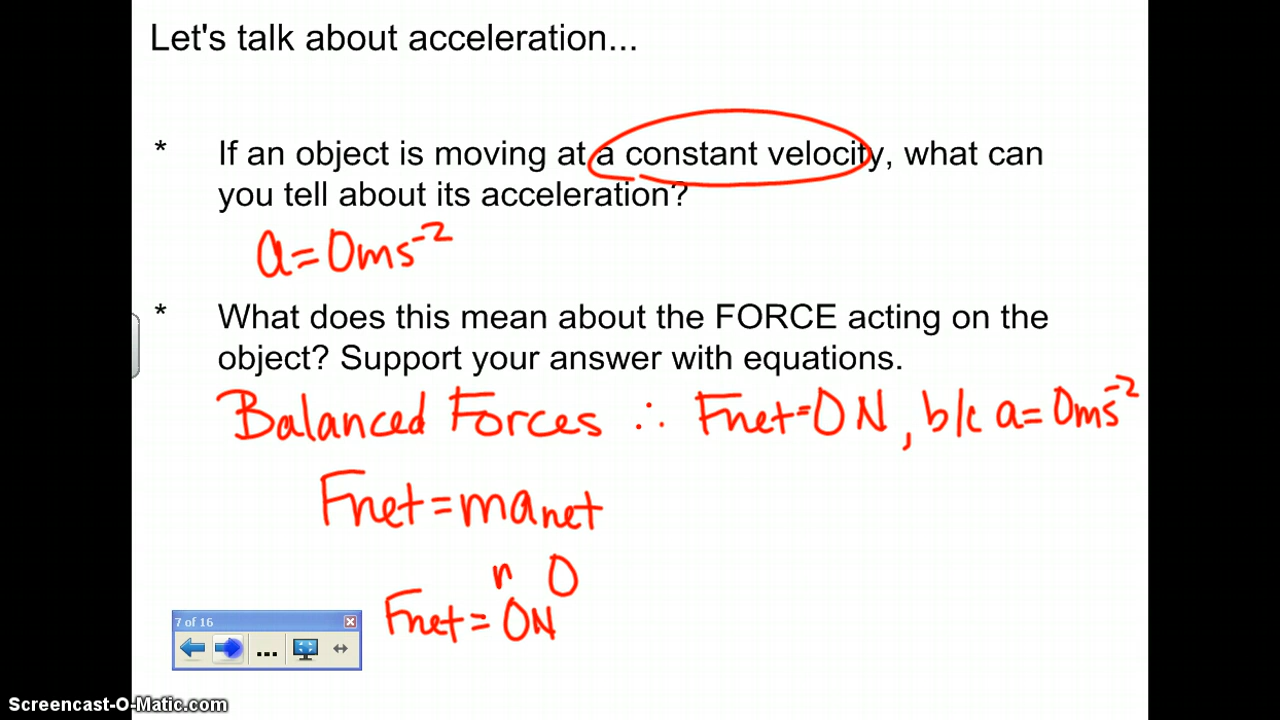 Let's talk about acceleration...
* If an object is moving at a constant velocity, what can
you tell about its acceleration?
a = 0ms⁻²
* What does this mean about the FORCE acting on the
object? Support your answer with equations.
Balanced Forces ∴ Fnet = 0 N, b/c a = 0ms⁻²
Fnet = manet
r 0
Fnet = 0N
7 of 16
...
Screencast-O-Matic.com